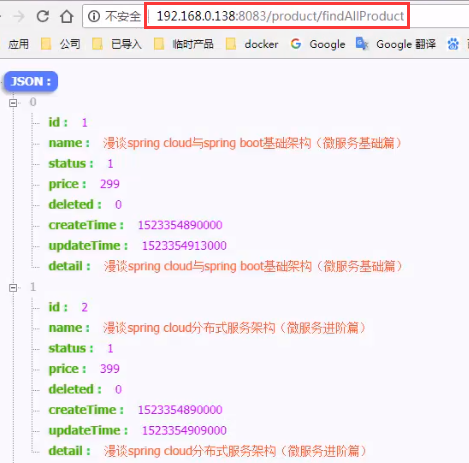 不安全 192.168.0.138:8083/product/findAllProduct
应用 公司 已导入 临时产品 docker Google Google 翻译 百
JSON :
0
id : 1
name : 漫谈spring cloud与spring boot基础架构（微服务基础篇）
status : 1
price : 299
deleted : 0
createTime : 1523354890000
updateTime : 1523354913000
detail : 漫谈spring cloud与spring boot基础架构（微服务基础篇）
1
id : 2
name : 漫谈spring cloud分布式服务架构（微服务进阶篇）
status : 1
price : 399
deleted : 0
createTime : 1523354890000
updateTime : 1523354909000
detail : 漫谈spring cloud分布式服务架构（微服务进阶篇）